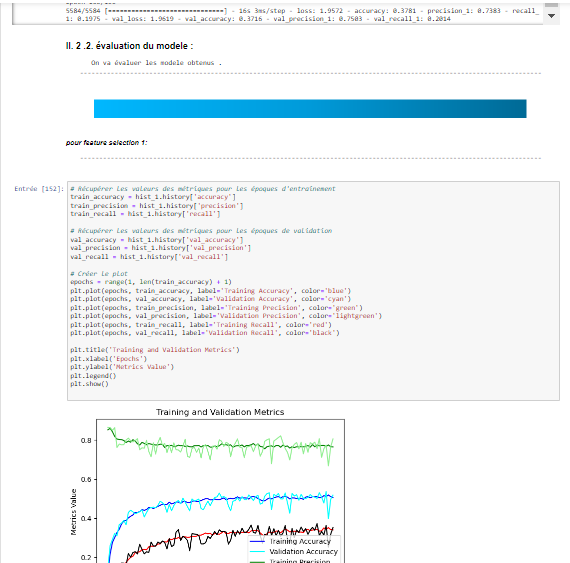 5584/5584 [==============================] - 16s 3ms/step - loss: 1.9572 - accuracy: 0.3781 - precision_1: 0.7383 - recall_
1: 0.1975 - val_loss: 1.9619 - val_accuracy: 0.3716 - val_precision_1: 0.7503 - val_recall_1: 0.2014
II. 2 .2. évaluation du modele :
On va évaluer les modele obtenus .
pour feature selection 1:
Entrée [152]:
# Récupérer les valeurs des métriques pour les époques d'entraînement
train_accuracy = hist_1.history['accuracy']
train_precision = hist_1.history['precision']
train_recall = hist_1.history['recall']
# Récupérer les valeurs des métriques pour les époques de validation
val_accuracy = hist_1.history['val_accuracy']
val_precision = hist_1.history['val_precision']
val_recall = hist_1.history['val_recall']
# Créer le plot
epochs = range(1, len(train_accuracy) + 1)
plt.plot(epochs, train_accuracy, label='Training Accuracy', color='blue')
plt.plot(epochs, val_accuracy, label='Validation Accuracy', color='cyan')
plt.plot(epochs, train_precision, label='Training Precision', color='green')
plt.plot(epochs, val_precision, label='Validation Precision', color='lightgreen')
plt.plot(epochs, train_recall, label='Training Recall', color='red')
plt.plot(epochs, val_recall, label='Validation Recall', color='black')
plt.title('Training and Validation Metrics')
plt.xlabel('Epochs')
plt.ylabel('Metrics Value')
plt.legend()
plt.show()
Training and Validation Metrics
0.8
0.6
0.4
0.2
Metrics Value
Training Accuracy
Validation Accuracy
Training Precision